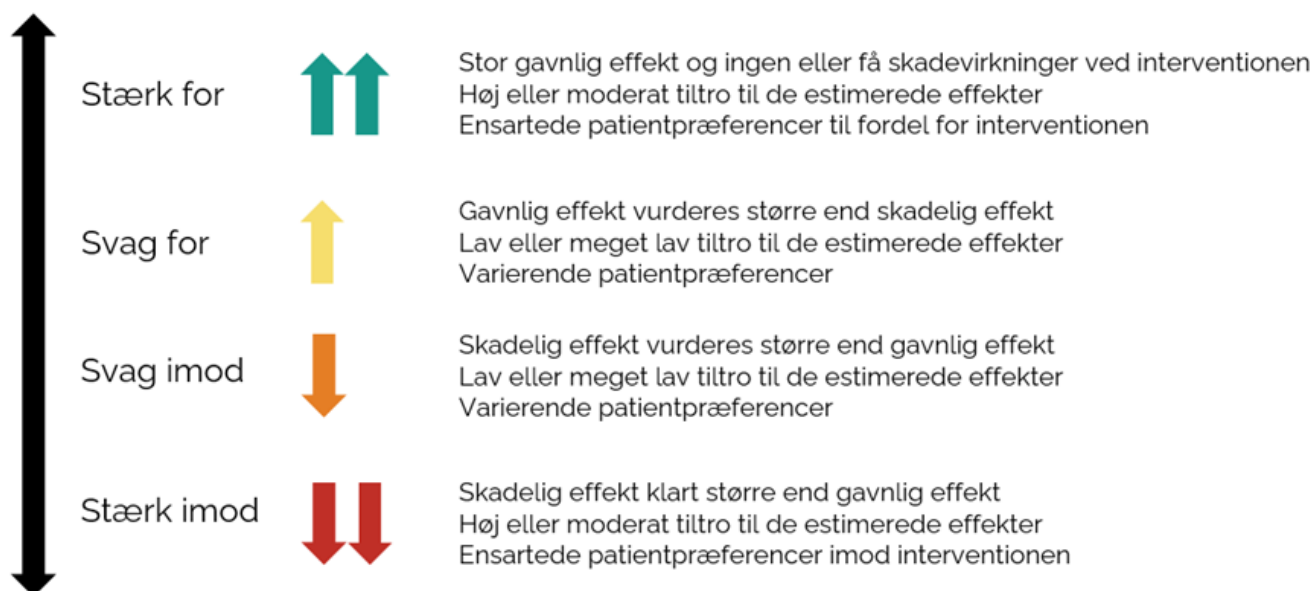 Stærk for
Stor gavnlig effekt og ingen eller få skadevirkninger ved interventionen
Høj eller moderat tiltro til de estimerede effekter
Ensartede patientpræferencer til fordel for interventionen
Svag for
Gavnlig effekt vurderes større end skadelig effekt
Lav eller meget lav tiltro til de estimerede effekter
Varierende patientpræferencer
Svag imod
Skadelig effekt vurderes større end gavnlig effekt
Lav eller meget lav tiltro til de estimerede effekter
Varierende patientpræferencer
Stærk imod
Skadelig effekt klart større end gavnlig effekt
Høj eller moderat tiltro til de estimerede effekter
Ensartede patientpræferencer imod interventionen